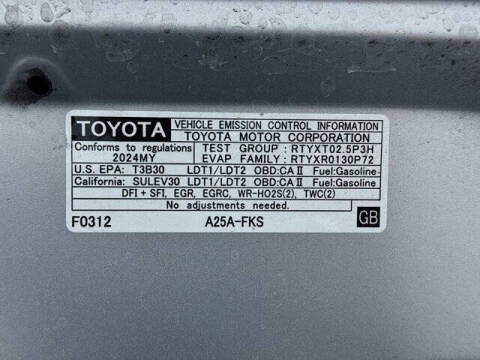 TOYOTA VEHICLE EMISSION CONTROL INFORMATION
TOYOTA MOTOR CORPORATION
Conforms to regulations TEST GROUP : RTYXT02.5P3H
2024MY EVAP FAMILY : RTYXR0130P72
U.S. EPA: T3B30 LDT1/LDT2 OBD:CAⅡ Fuel:Gasoline
California: SULEV30 LDT1/LDT2 OBD:CAⅡ Fuel:Gasoline
DFI + SFI, EGR, EGRC, WR-HO2S(2), TWC(2)
No adjustments needed.
F0312 A25A-FKS GB